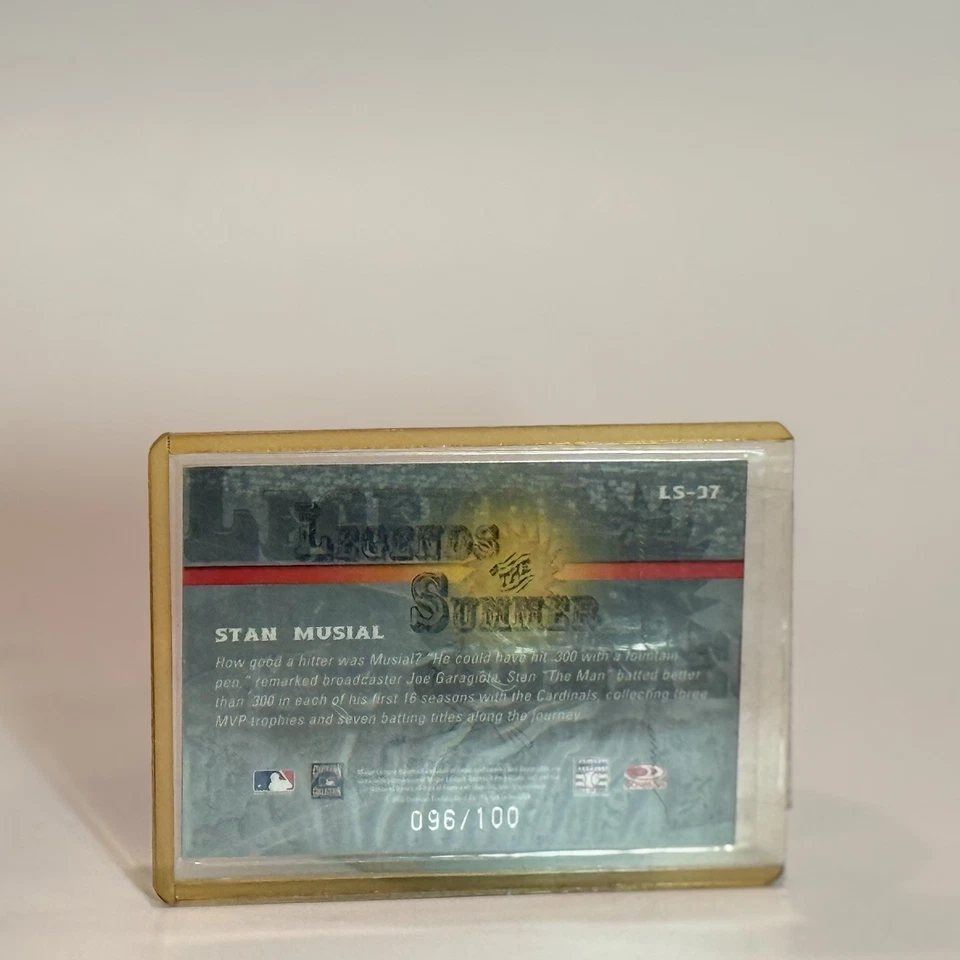 LS-37
LEGENDS
THE
SUMMER
STAN MUSIAL
How good a hitter was Musial? "He could have hit .300 with a fountain
pen," remarked broadcaster Joe Garagiola. Stan "The Man" batted better
than .300 in each of his first 16 seasons with the Cardinals, collecting three
MVP trophies and seven batting titles along the journey.
096/100